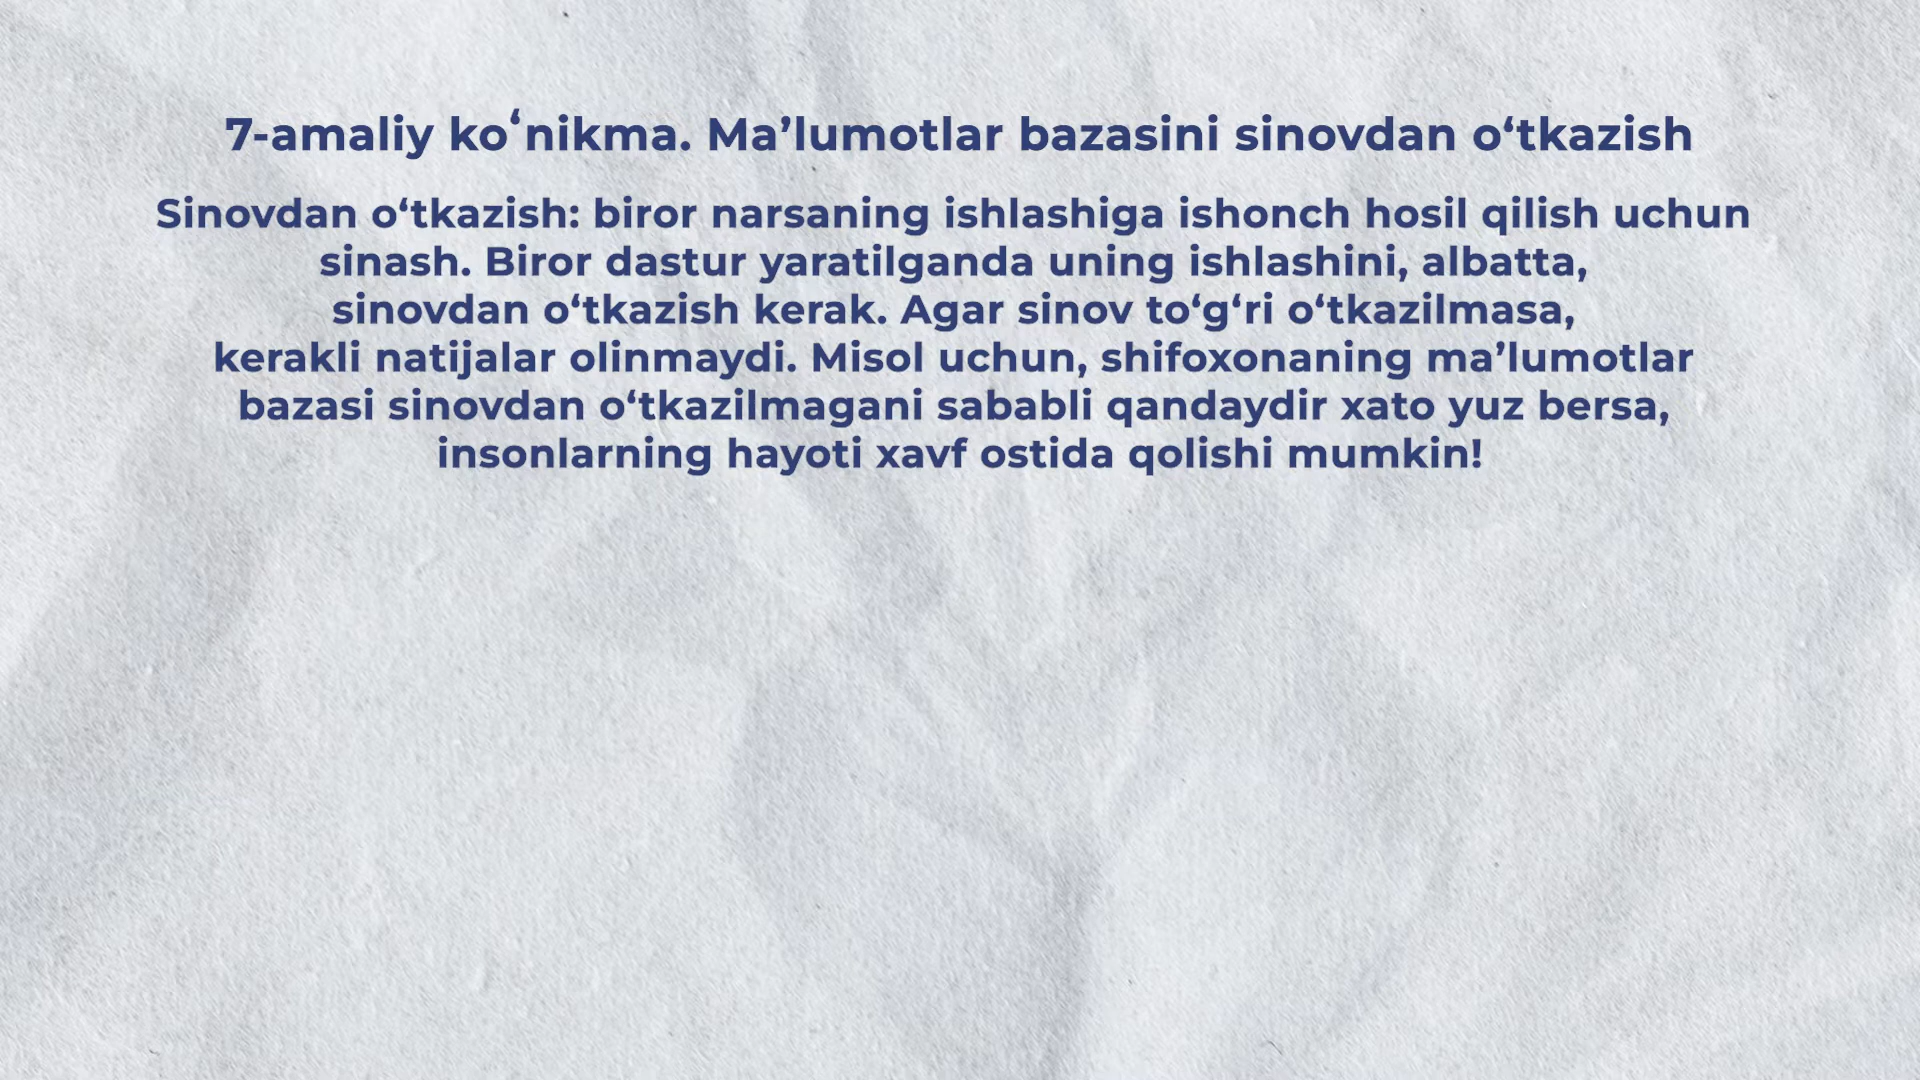 7-amaliy ko‘nikma. Ma’lumotlar bazasini sinovdan o‘tkazish
Sinovdan o‘tkazish: biror narsaning ishlashiga ishonch hosil qilish uchun
sinash. Biror dastur yaratilganda uning ishlashini, albatta,
sinovdan o‘tkazish kerak. Agar sinov to‘g‘ri o‘tkazilmasa,
kerakli natijalar olinmaydi. Misol uchun, shifoxonaning ma’lumotlar
bazasi sinovdan o‘tkazilmagani sababli qandaydir xato yuz bersa,
insonlarning hayoti xavf ostida qolishi mumkin!